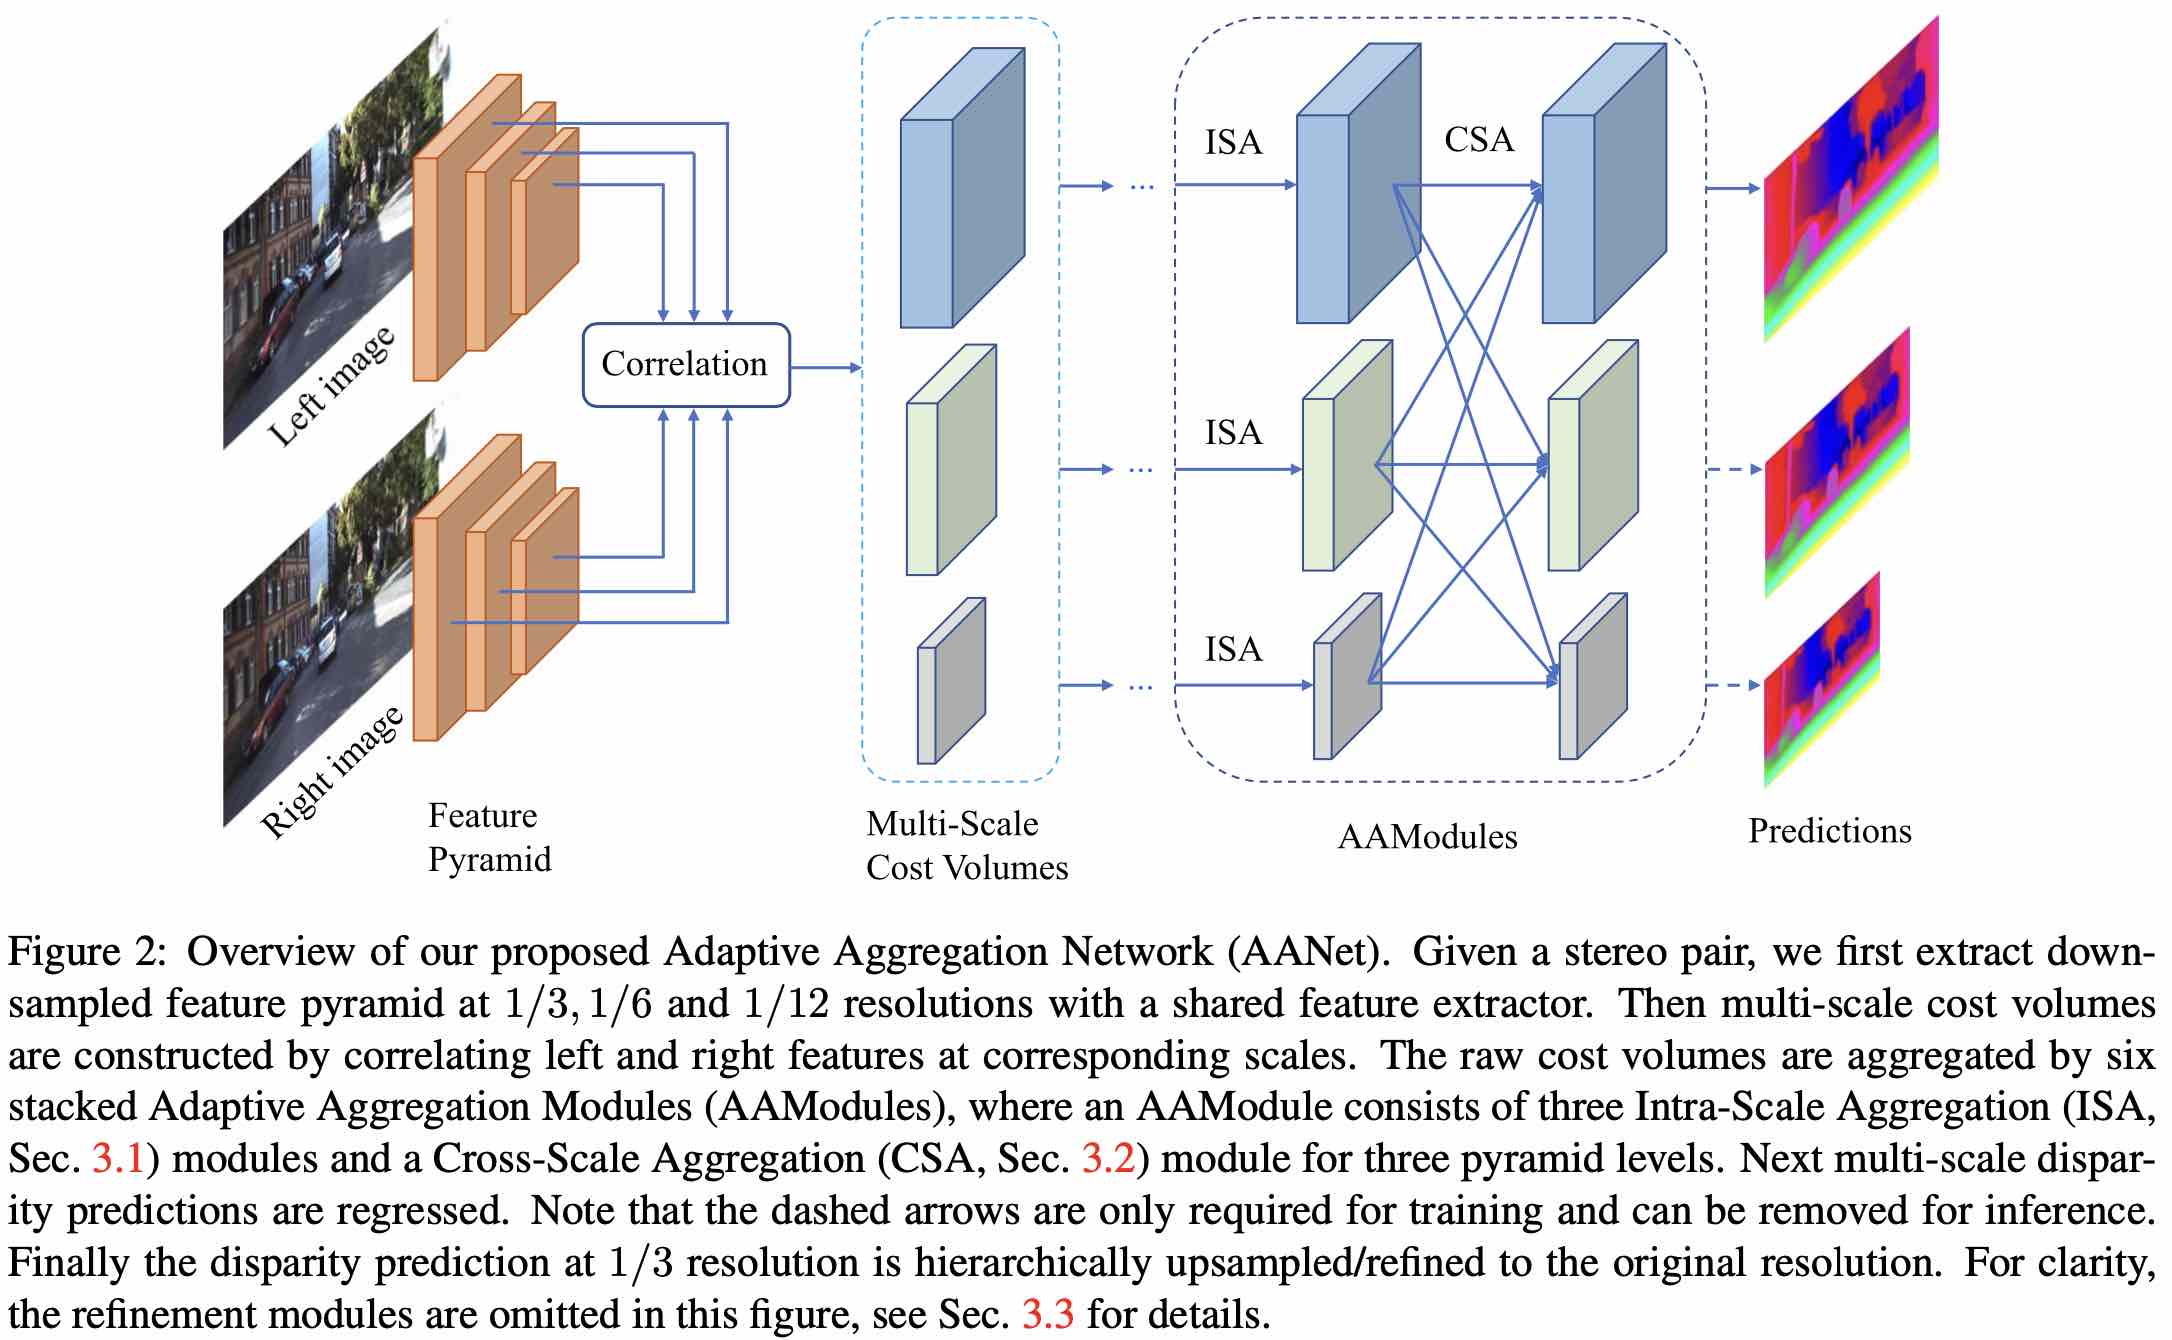 Left image
Right image
Feature
Pyramid
Correlation
Multi-Scale
Cost Volumes
...
...
...
ISA
ISA
ISA
CSA
AAModules
Predictions
Figure 2: Overview of our proposed Adaptive Aggregation Network (AANet). Given a stereo pair, we first extract down-
sampled feature pyramid at 1/3, 1/6 and 1/12 resolutions with a shared feature extractor. Then multi-scale cost volumes
are constructed by correlating left and right features at corresponding scales. The raw cost volumes are aggregated by six
stacked Adaptive Aggregation Modules (AAModules), where an AAModule consists of three Intra-Scale Aggregation (ISA,
Sec. 3.1) modules and a Cross-Scale Aggregation (CSA, Sec. 3.2) module for three pyramid levels. Next multi-scale dispar-
ity predictions are regressed. Note that the dashed arrows are only required for training and can be removed for inference.
Finally the disparity prediction at 1/3 resolution is hierarchically upsampled/refined to the original resolution. For clarity,
the refinement modules are omitted in this figure, see Sec. 3.3 for details.